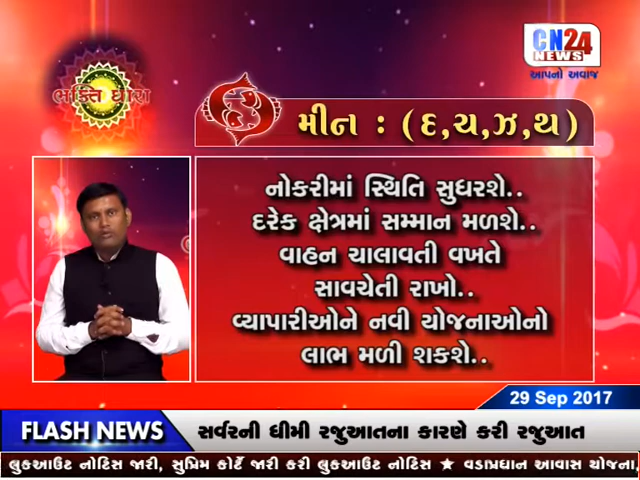 CN24
NEWS
આપનો અવાજ
ભક્તિ ધારા
મીન : (દ,ચ,ઝ,થ)
નોકરીમાં સ્થિતિ સુધરશે..
દરેક ક્ષેત્રમાં સમ્માન મળશે..
વાહન ચાલાવતી વખતે
સાવચેતી રાખો..
વ્યાપારીઓને નવી યોજનાઓનો
લાભ મળી શકશે..
29 Sep 2017
FLASH NEWS
સર્વરની ધીમી રજુઆતના કારણે કરી રજુઆત
લુકઆઉટ નોટિસ જારી, સુપ્રિમ કોર્ટે જારી કરી લુકઆઉટ નોટિસ ★ વડાપ્રધાન આવાસ યોજના,